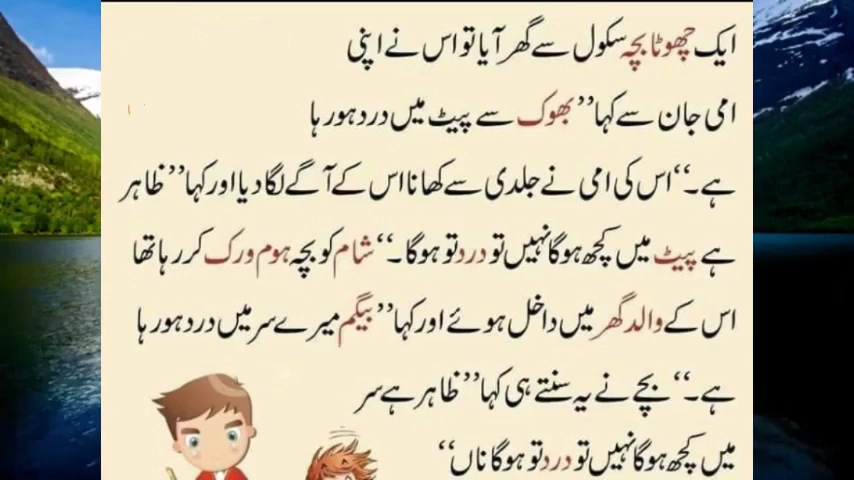 ایک چھوٹا بچہ سکول سے گھر آیا تو اس نے اپنی
امی جان سے کہا ’’بھوک سے پیٹ میں درد ہو رہا
ہے۔‘‘ اس کی امی نے جلدی سے کھانا اس کے آگے لگا دیا اور کہا ’’ظاہر
ہے پیٹ میں کچھ ہوگا نہیں تو درد تو ہوگا۔‘‘ شام کو بچہ ہوم ورک کر رہا تھا
اس کے والد گھر میں داخل ہوئے اور کہا ’’بیگم میرے سر میں درد ہو رہا
ہے۔‘‘ بچے نے یہ سنتے ہی کہا ’’ظاہر ہے سر
میں کچھ ہوگا نہیں تو درد تو ہوگا ناں‘‘